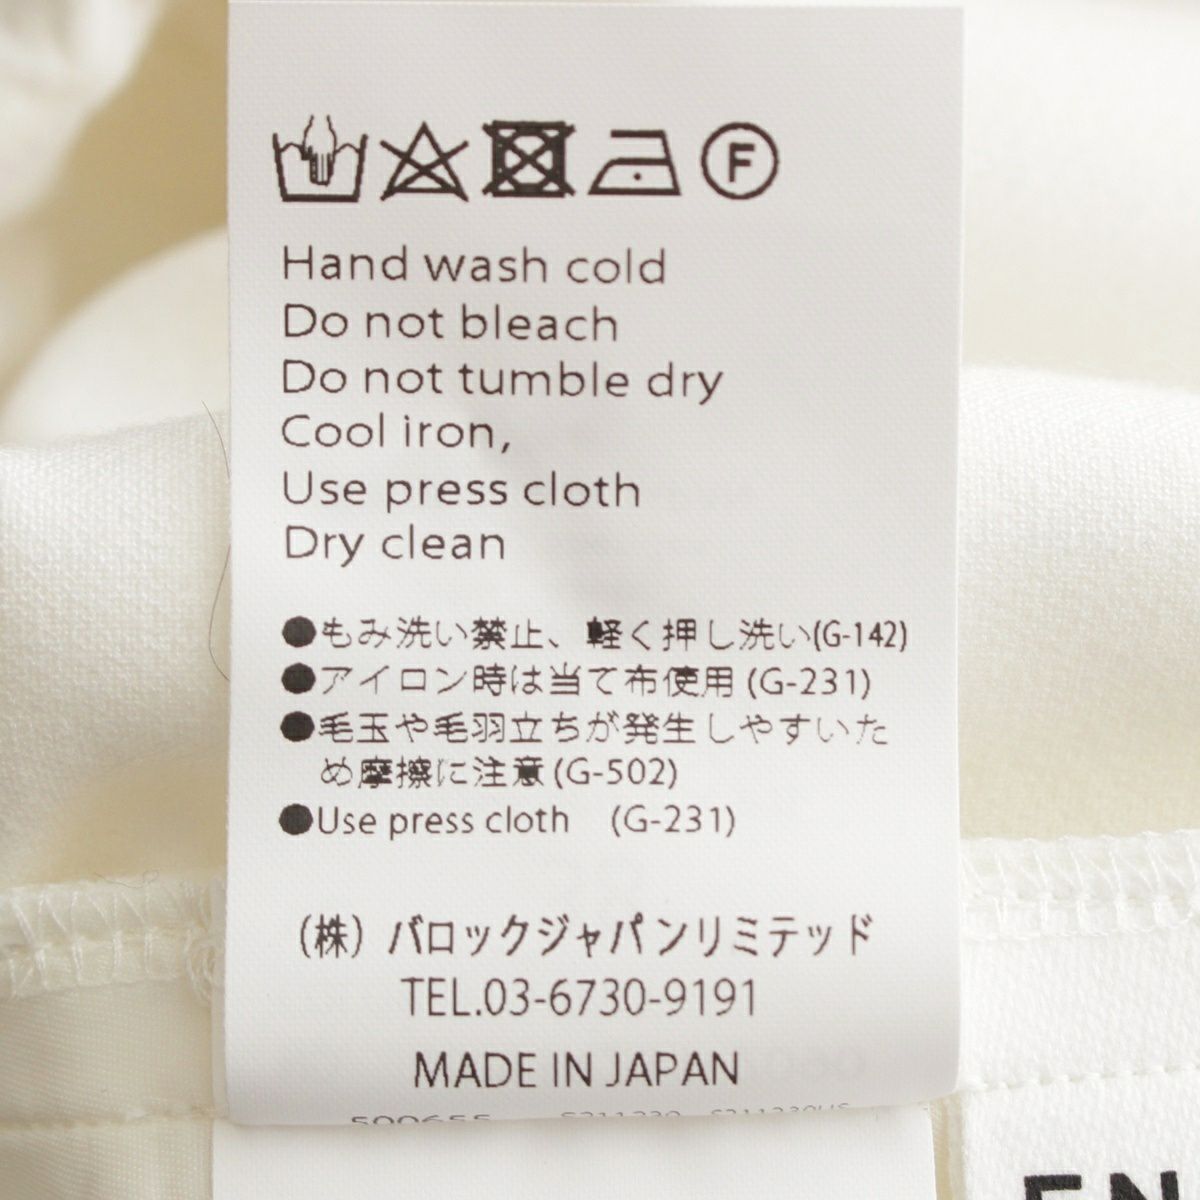 F
Hand wash cold
Do not bleach
Do not tumble dry
Cool iron,
Use press cloth
Dry clean
●もみ洗い禁止、軽く押し洗い(G-142)
●アイロン時は当て布使用 (G-231)
●毛玉や毛羽立ちが発生しやすいた
め摩擦に注意 (G-502)
●Use press cloth (G-231)
(株) バロックジャパンリミテッド
TEL.03-6730-9191
MADE IN JAPAN
EN